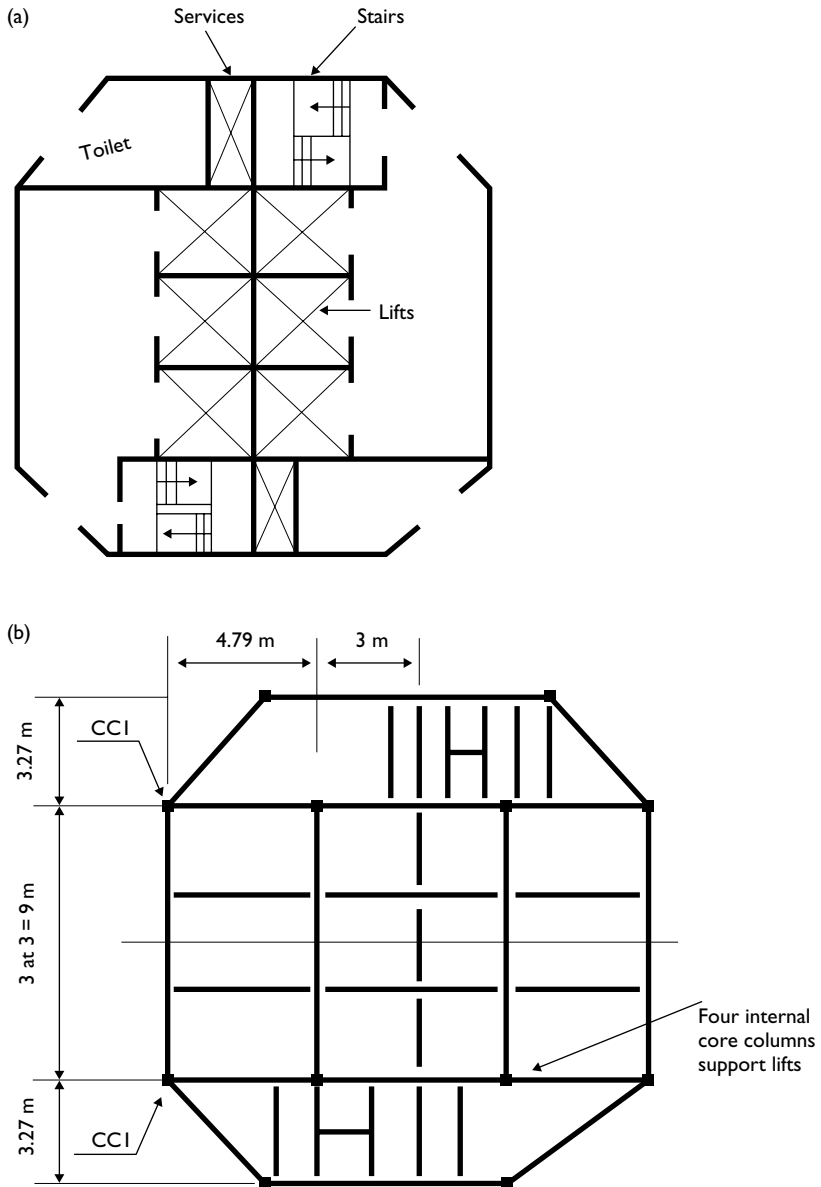 (a)
Services
Stairs
Toilet
Lifts
(b)
4.79 m
3 m
CC1
3.27 m
3 at 3 = 9 m
Four internal
core columns
support lifts
3.27 m
CC1